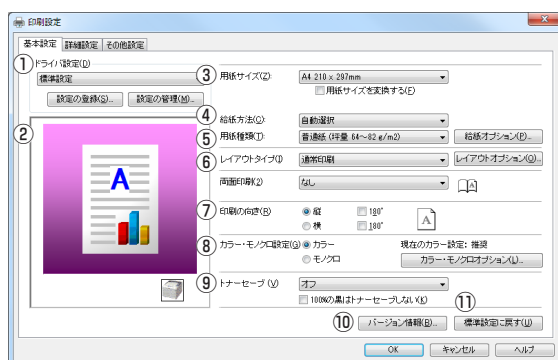 印刷設定
基本設定 詳細設定 その他設定
① ドライバ設定(D)
標準設定
設定の登録(S)... 設定の管理(M)...
②
A
③ 用紙サイズ(Z): A4 210 x 297mm
用紙サイズを変換する(F)
④ 給紙方法(C): 自動選択
⑤ 用紙種類(T): 普通紙 (坪量 64~82 g/m2) 給紙オプション(P)...
⑥ レイアウトタイプ(I) 通常印刷 レイアウトオプション(O)...
両面印刷(2) なし A
⑦ 印刷の向き(R) 縦 180° A
横 180°
⑧ カラー・モノクロ設定(G) カラー 現在のカラー設定: 推奨
モノクロ カラー・モノクロオプション(L)...
⑨ トナーセーブ (V) オフ
100%の黒はトナーセーブしない(K)
⑩ バージョン情報(B)... ⑪ 標準設定に戻す(U)
OK キャンセル ヘルプ